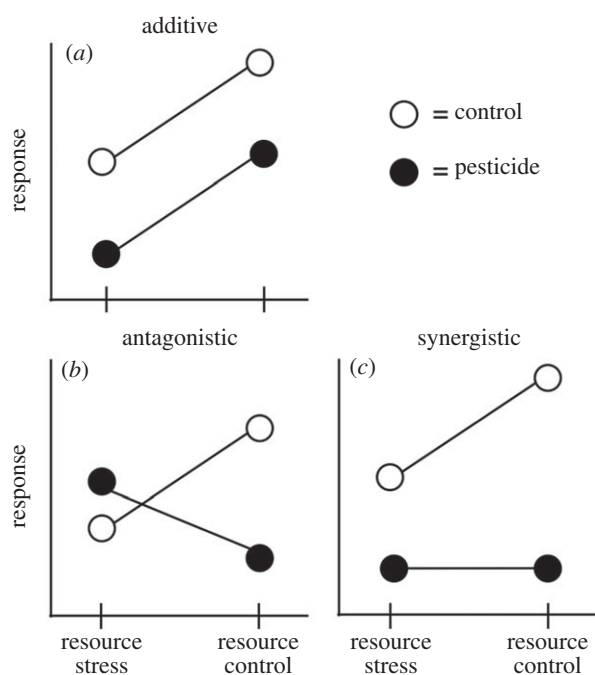 additive
(a)
response
= control
= pesticide
antagonistic
synergistic
(b)
(c)
response
resource
stress
resource
control
resource
stress
resource
control